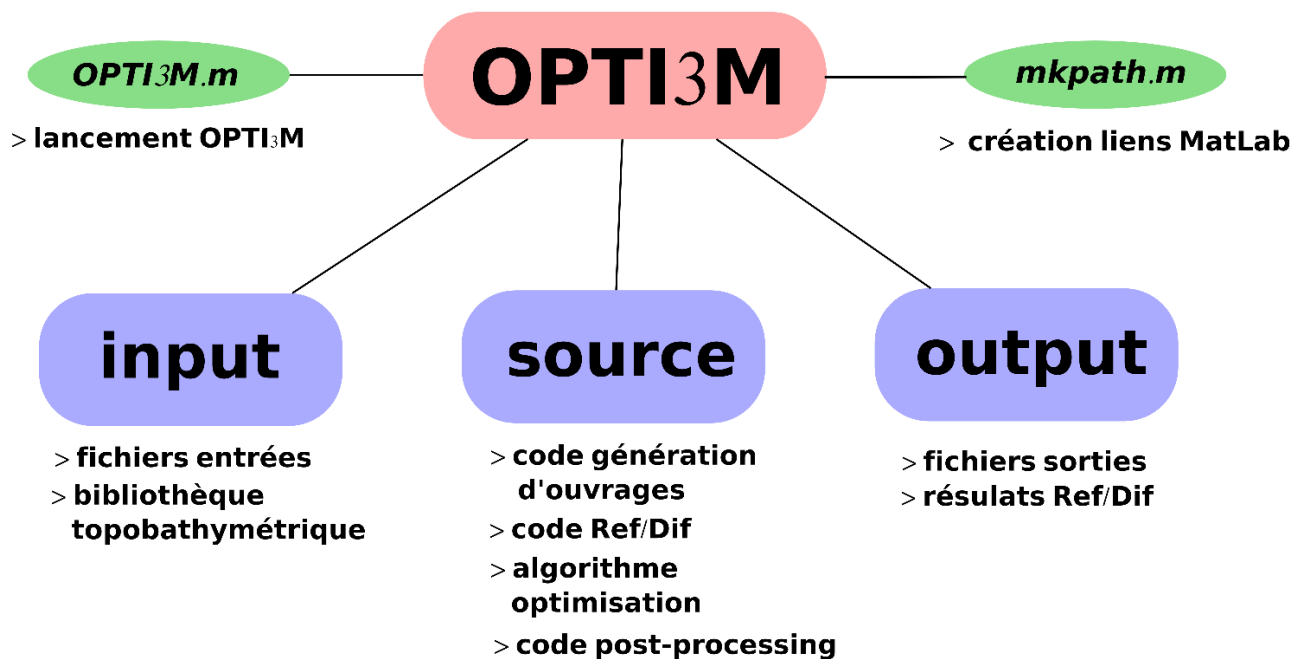 OPTI3M
OPTI3M.m
> lancement OPTI3M
mkpath.m
> création liens MatLab
input
> fichiers entrées
> bibliothèque
topobathymétrique
source
> code génération
d'ouvrages
> code Ref/Dif
> algorithme
optimisation
> code post-processing
output
> fichiers sorties
> résulats Ref/Dif